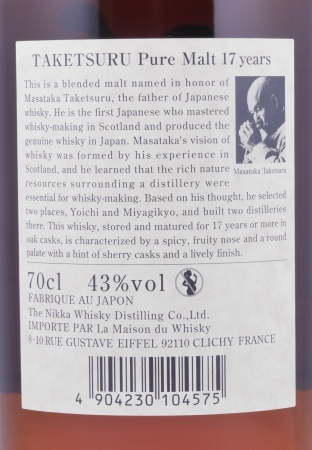 TAKETSURU Pure Malt 17 years
This is a blended malt named in honor of
Masataka Taketsuru, the father of Japanese
whisky. He is the first Japanese who mastered
whisky-making in Scotland and produced the
genuine whisky in Japan. Masataka's vision of
whisky was formed by his experience in
Scotland, and he learned that the rich nature
resources surrounding a distillery were
essential for whisky-making. Based on his thought, he selected
two places, Yoichi and Miyagikyo, and built two distilleries
there. This whisky, stored and matured for 17 years or more in
oak casks, is characterized by a spicy, fruity nose and a round
palate with a hint of sherry casks and a lively finish.
Masataka Taketsuru
70cl 43%vol
FABRIQUE AU JAPON
The Nikka Whisky Distilling Co.,Ltd.
IMPORTE PAR La Maison du Whisky
8-10 RUE GUSTAVE EIFFEL 92110 CLICHY FRANCE
4 904230 104575